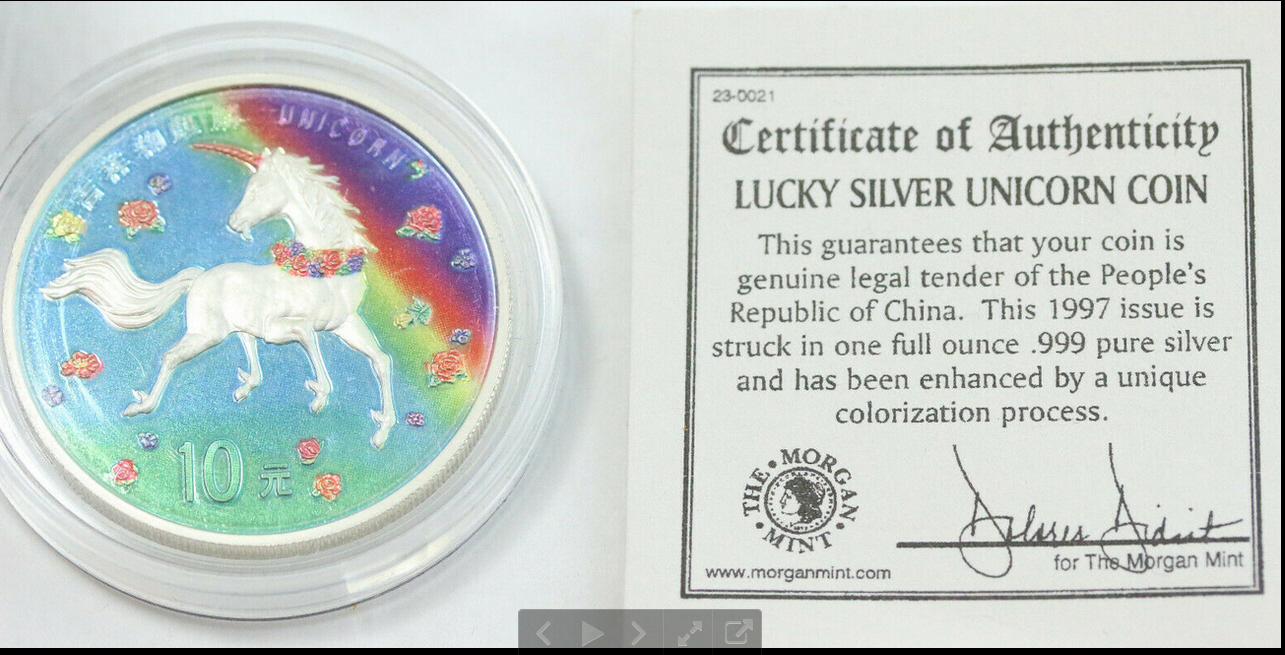 UNICORN
10元
23-0021
Certificate of Authenticity
LUCKY SILVER UNICORN COIN
This guarantees that your coin is
genuine legal tender of the People's
Republic of China. This 1997 issue is
struck in one full ounce .999 pure silver
and has been enhanced by a unique
colorization process.
THE • MORGAN • MINT •
for The Morgan Mint
www.morganmint.com